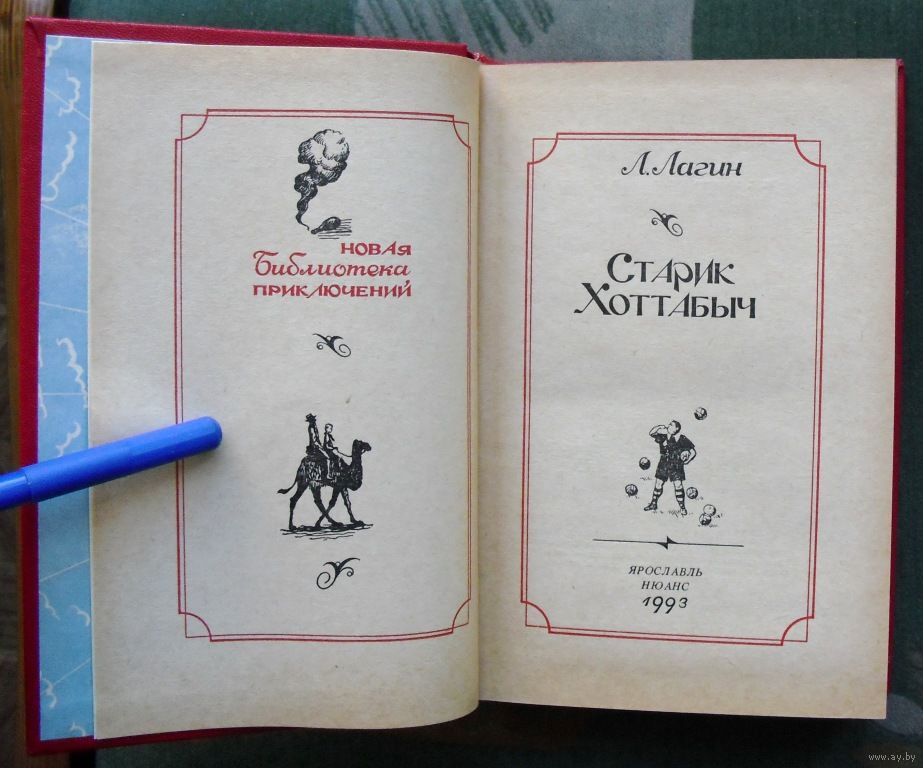 НОВАЯ
Библиотека
ПРИКЛЮЧЕНИЙ
Л. Лагин
СТАРИК
ХОТТАБЫЧ
ЯРОСЛАВЛЬ
НЮАНС
1993
www.ay.by